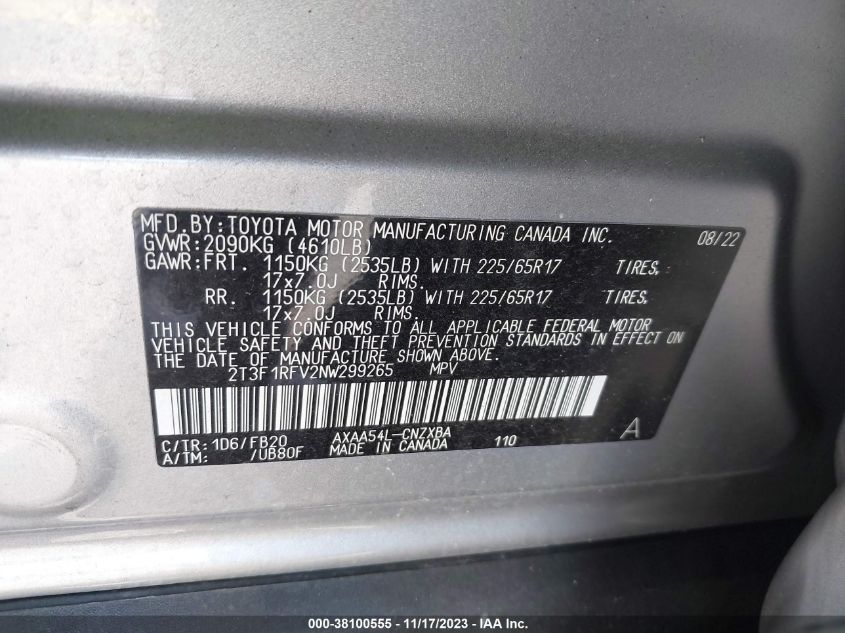 MFD.BY:TOYOTA MOTOR MANUFACTURING CANADA INC. 08/22
GVWR:2090KG (4610LB)
GAWR:FRT. 1150KG (2535LB) WITH 225/65R17 TIRES,
17x7.0J RIMS.
RR. 1150KG (2535LB) WITH 225/65R17 TIRES,
17x7.0J RIMS.
THIS VEHICLE CONFORMS TO ALL APPLICABLE FEDERAL MOTOR
VEHICLE SAFETY AND THEFT PREVENTION STANDARDS IN EFFECT ON
THE DATE OF MANUFACTURE SHOWN ABOVE.
2T3F1RFV2NW299265 MPV
C/TR:1D6/FB20 AXAA54L-CNZXBA 110 A
A/TM: /UB80F MADE IN CANADA
000-38100555 - 11/17/2023 - IAA Inc.